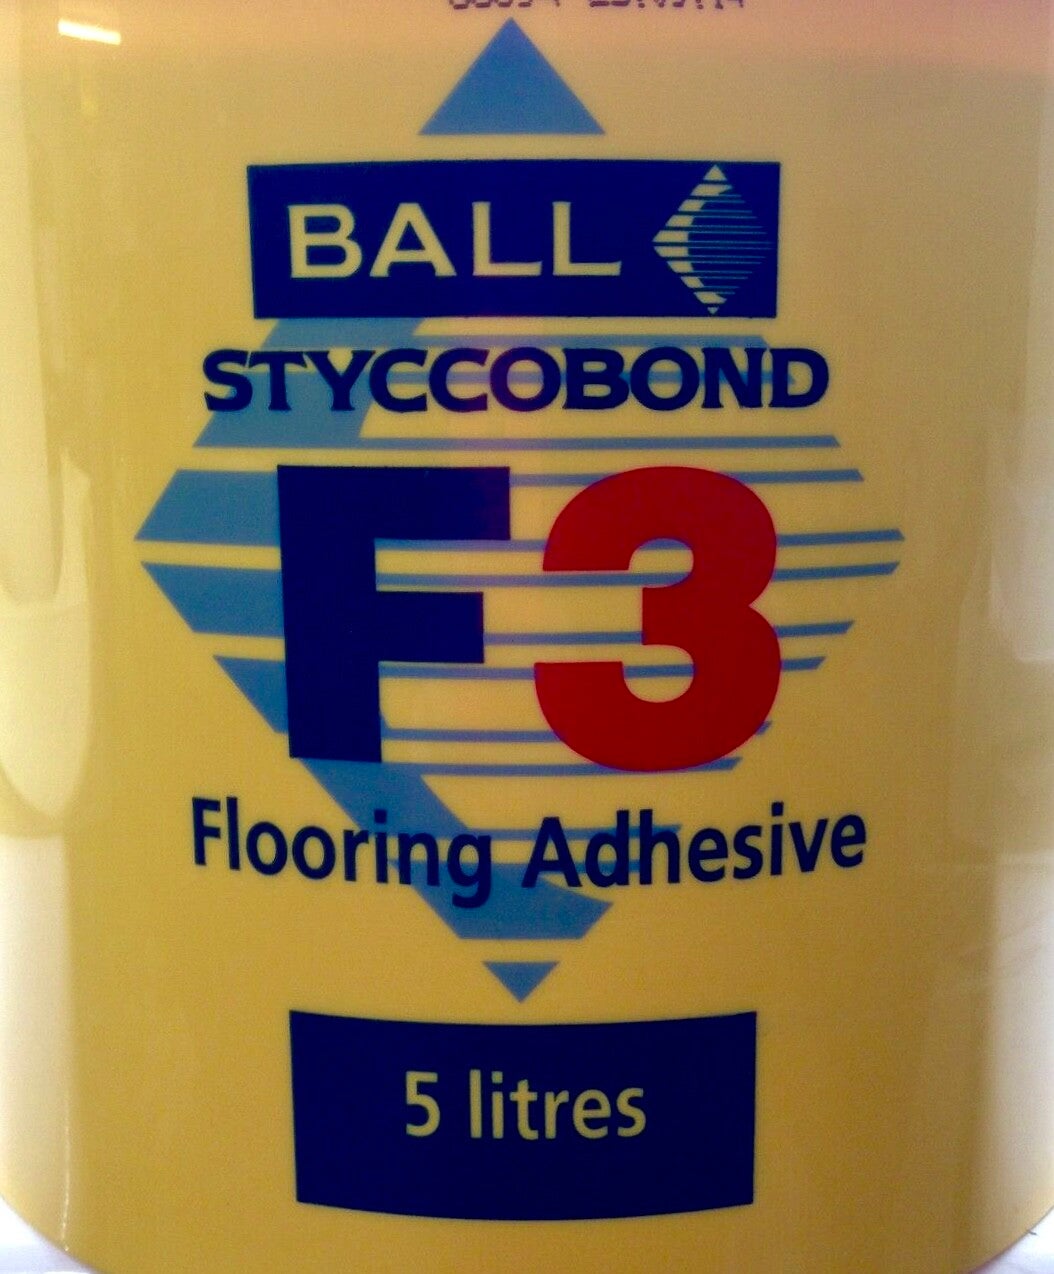 BALL
STYCCOBOND
F3
Flooring Adhesive
5 litres